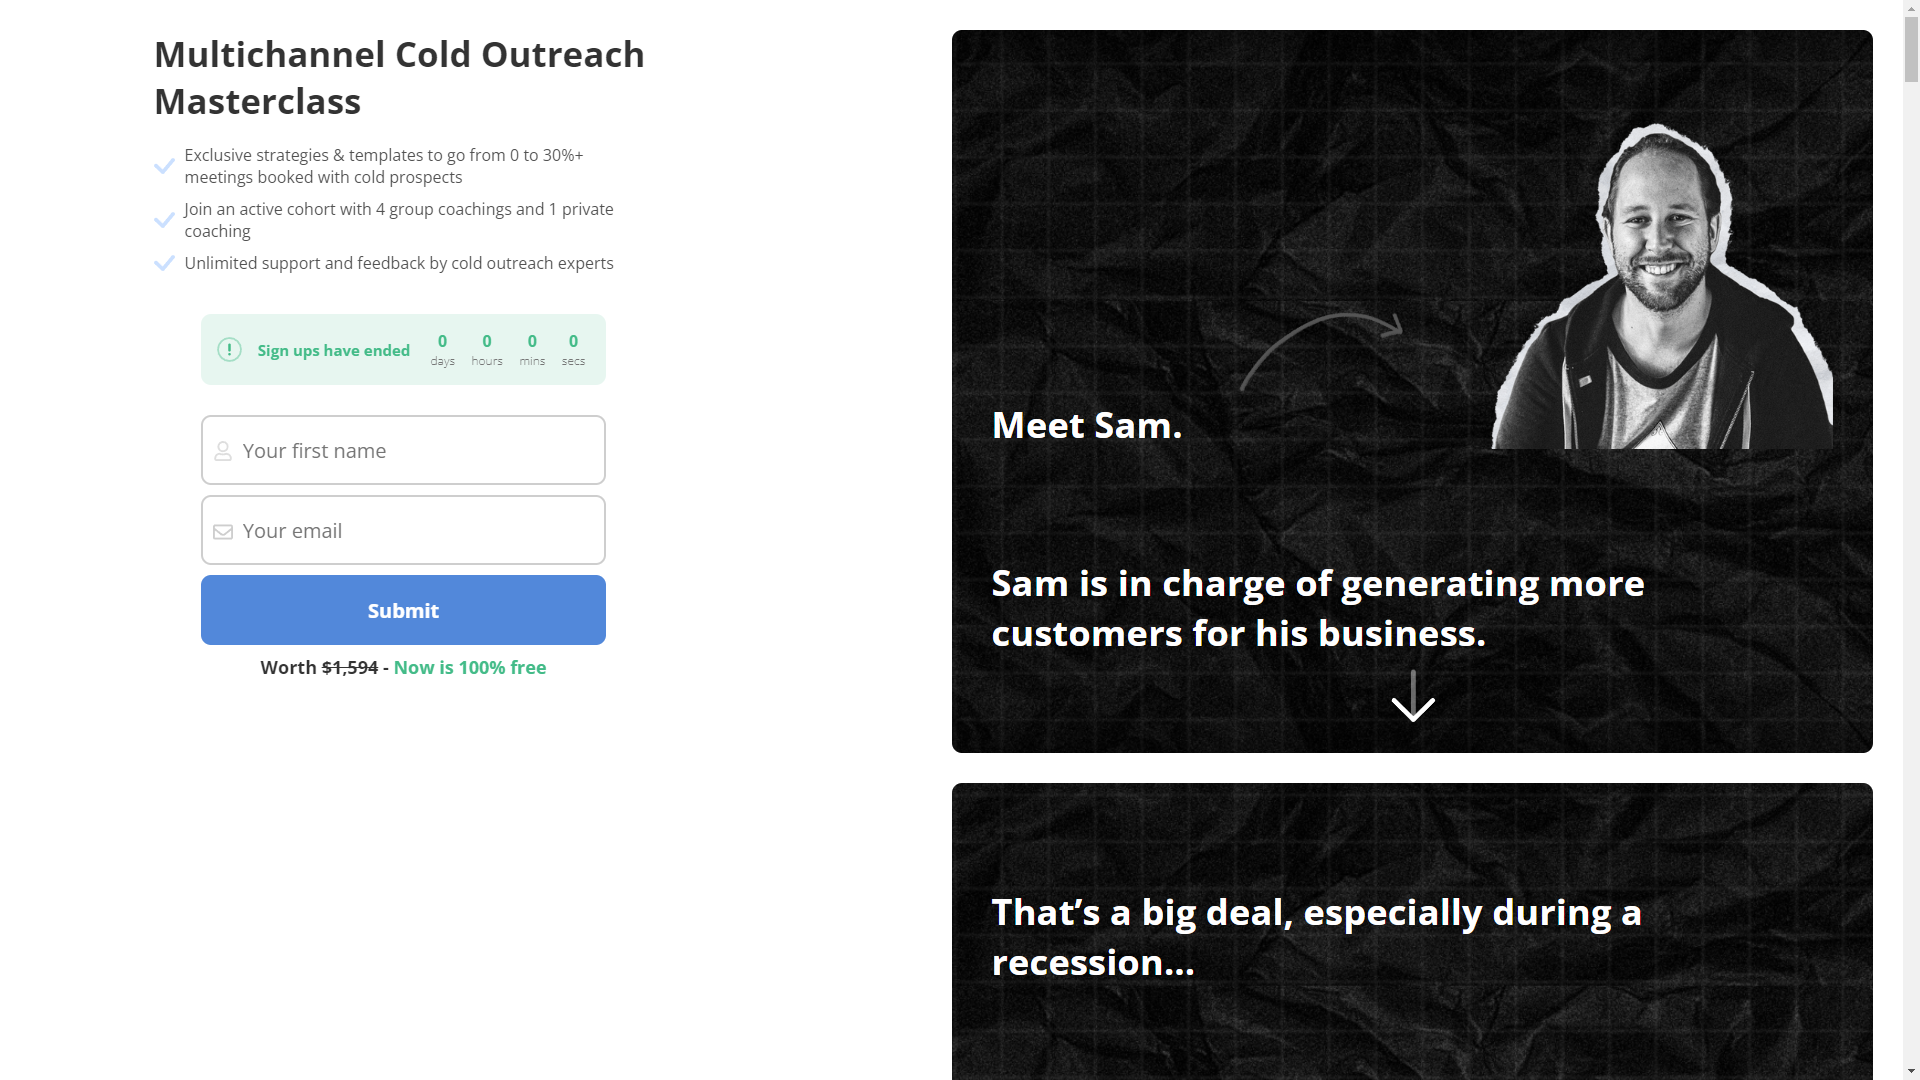 Multichannel Cold Outreach
Masterclass
Exclusive strategies & templates to go from 0 to 30%+
meetings booked with cold prospects
Join an active cohort with 4 group coachings and 1 private
coaching
Unlimited support and feedback by cold outreach experts
Sign ups have ended
0 0 0 0
days hours mins secs
Your first name
Your email
Submit
Worth $1,594 - Now is 100% free
Meet Sam.
Sam is in charge of generating more
customers for his business.
That’s a big deal, especially during a
recession...